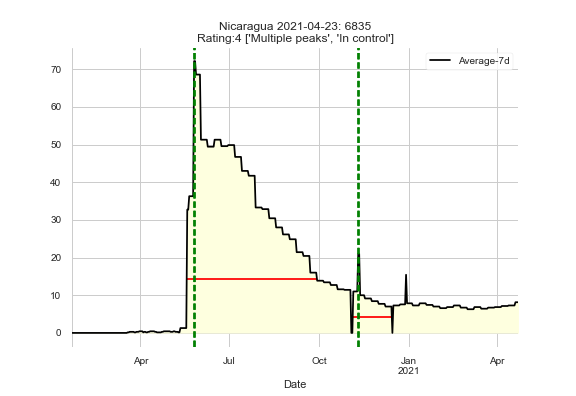 Nicaragua 2021-04-23: 6835
Rating:4 ['Multiple peaks', 'In control']
Average-7d
70
60
50
40
30
20
10
0
Apr
Jul
Oct
Jan
2021
Apr
Date